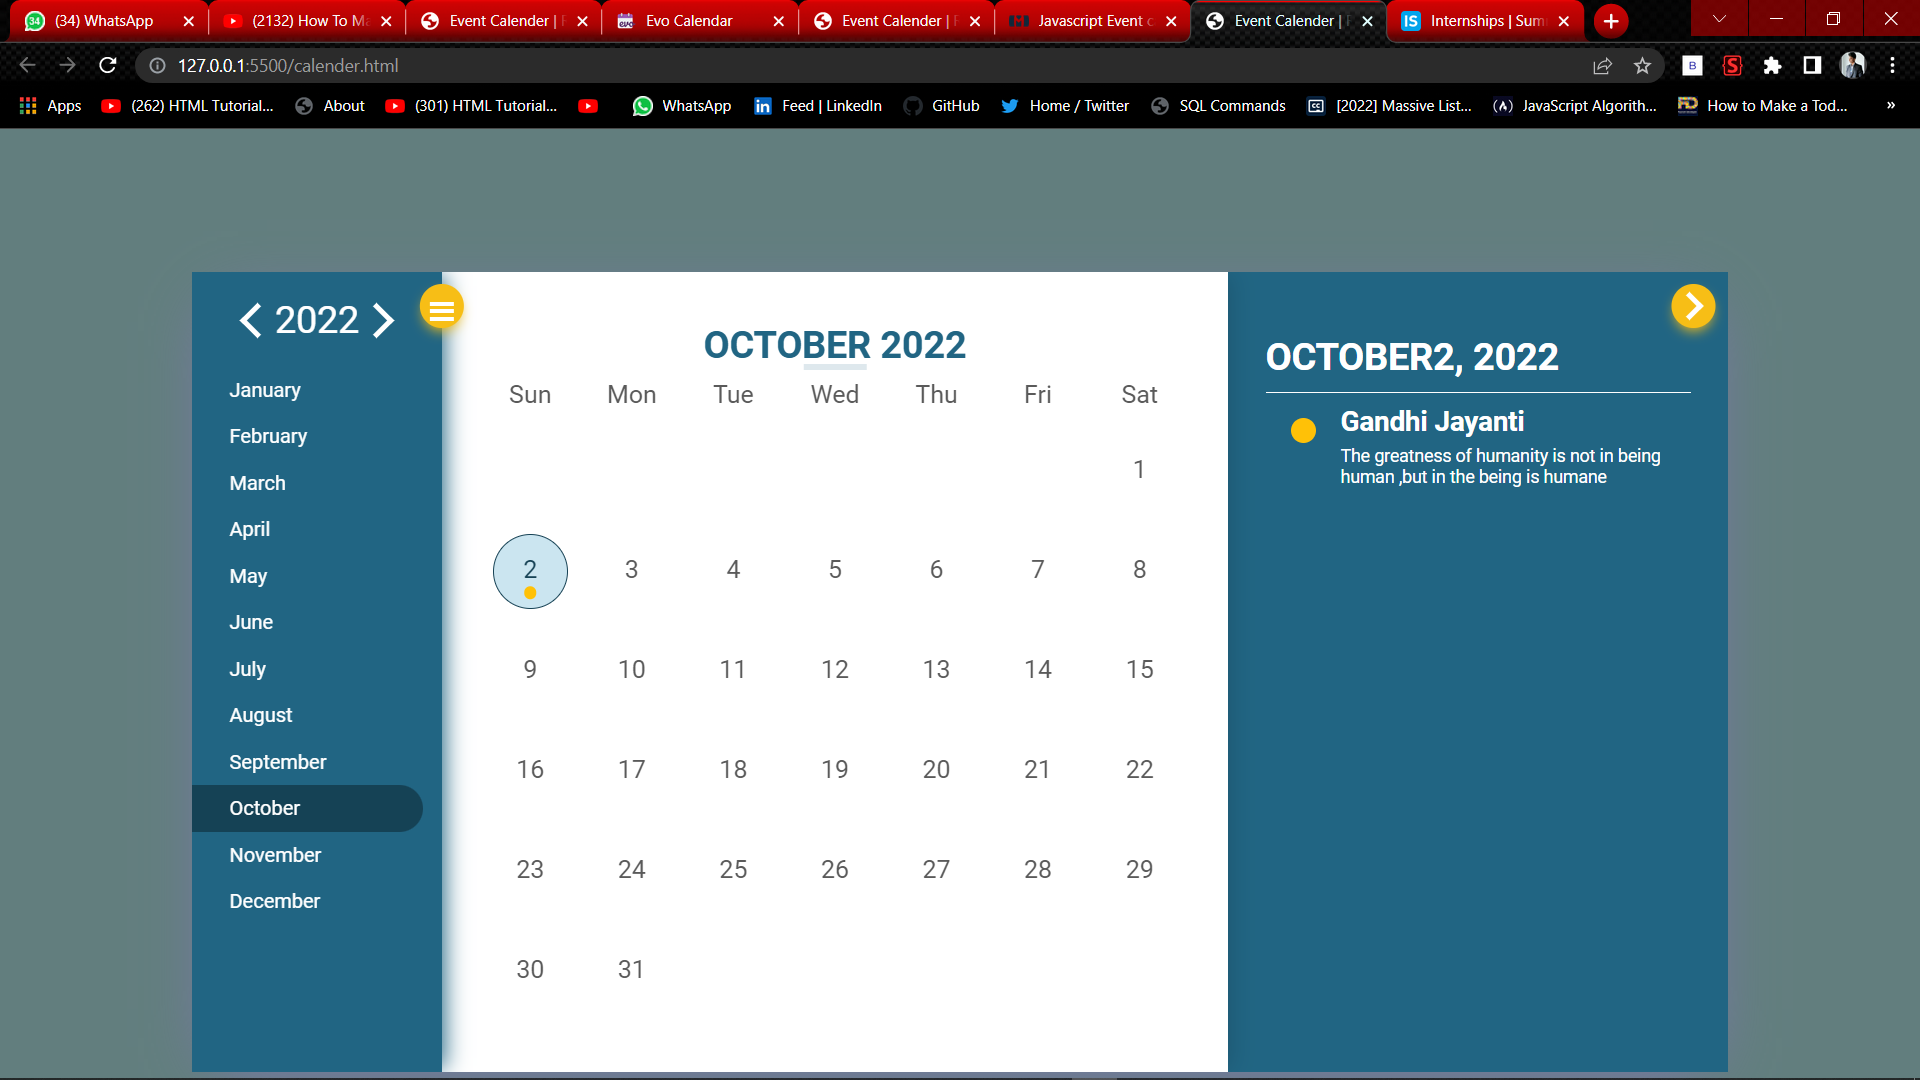 34 (34) WhatsApp (2132) How To Ma Event Calender | Evo Calendar Event Calender | Javascript Event c Event Calender | IS Internships | Sum
127.0.0.1:5500/calender.html
Apps (262) HTML Tutorial... About (301) HTML Tutorial... WhatsApp Feed | LinkedIn GitHub Home / Twitter SQL Commands [2022] Massive List... JavaScript Algorith... How to Make a Tod... »
2022
January
February
March
April
May
June
July
August
September
October
November
December
OCTOBER 2022
Sun Mon Tue Wed Thu Fri Sat
1
2 3 4 5 6 7 8
9 10 11 12 13 14 15
16 17 18 19 20 21 22
23 24 25 26 27 28 29
30 31
OCTOBER2, 2022
Gandhi Jayanti
The greatness of humanity is not in being
human ,but in the being is humane